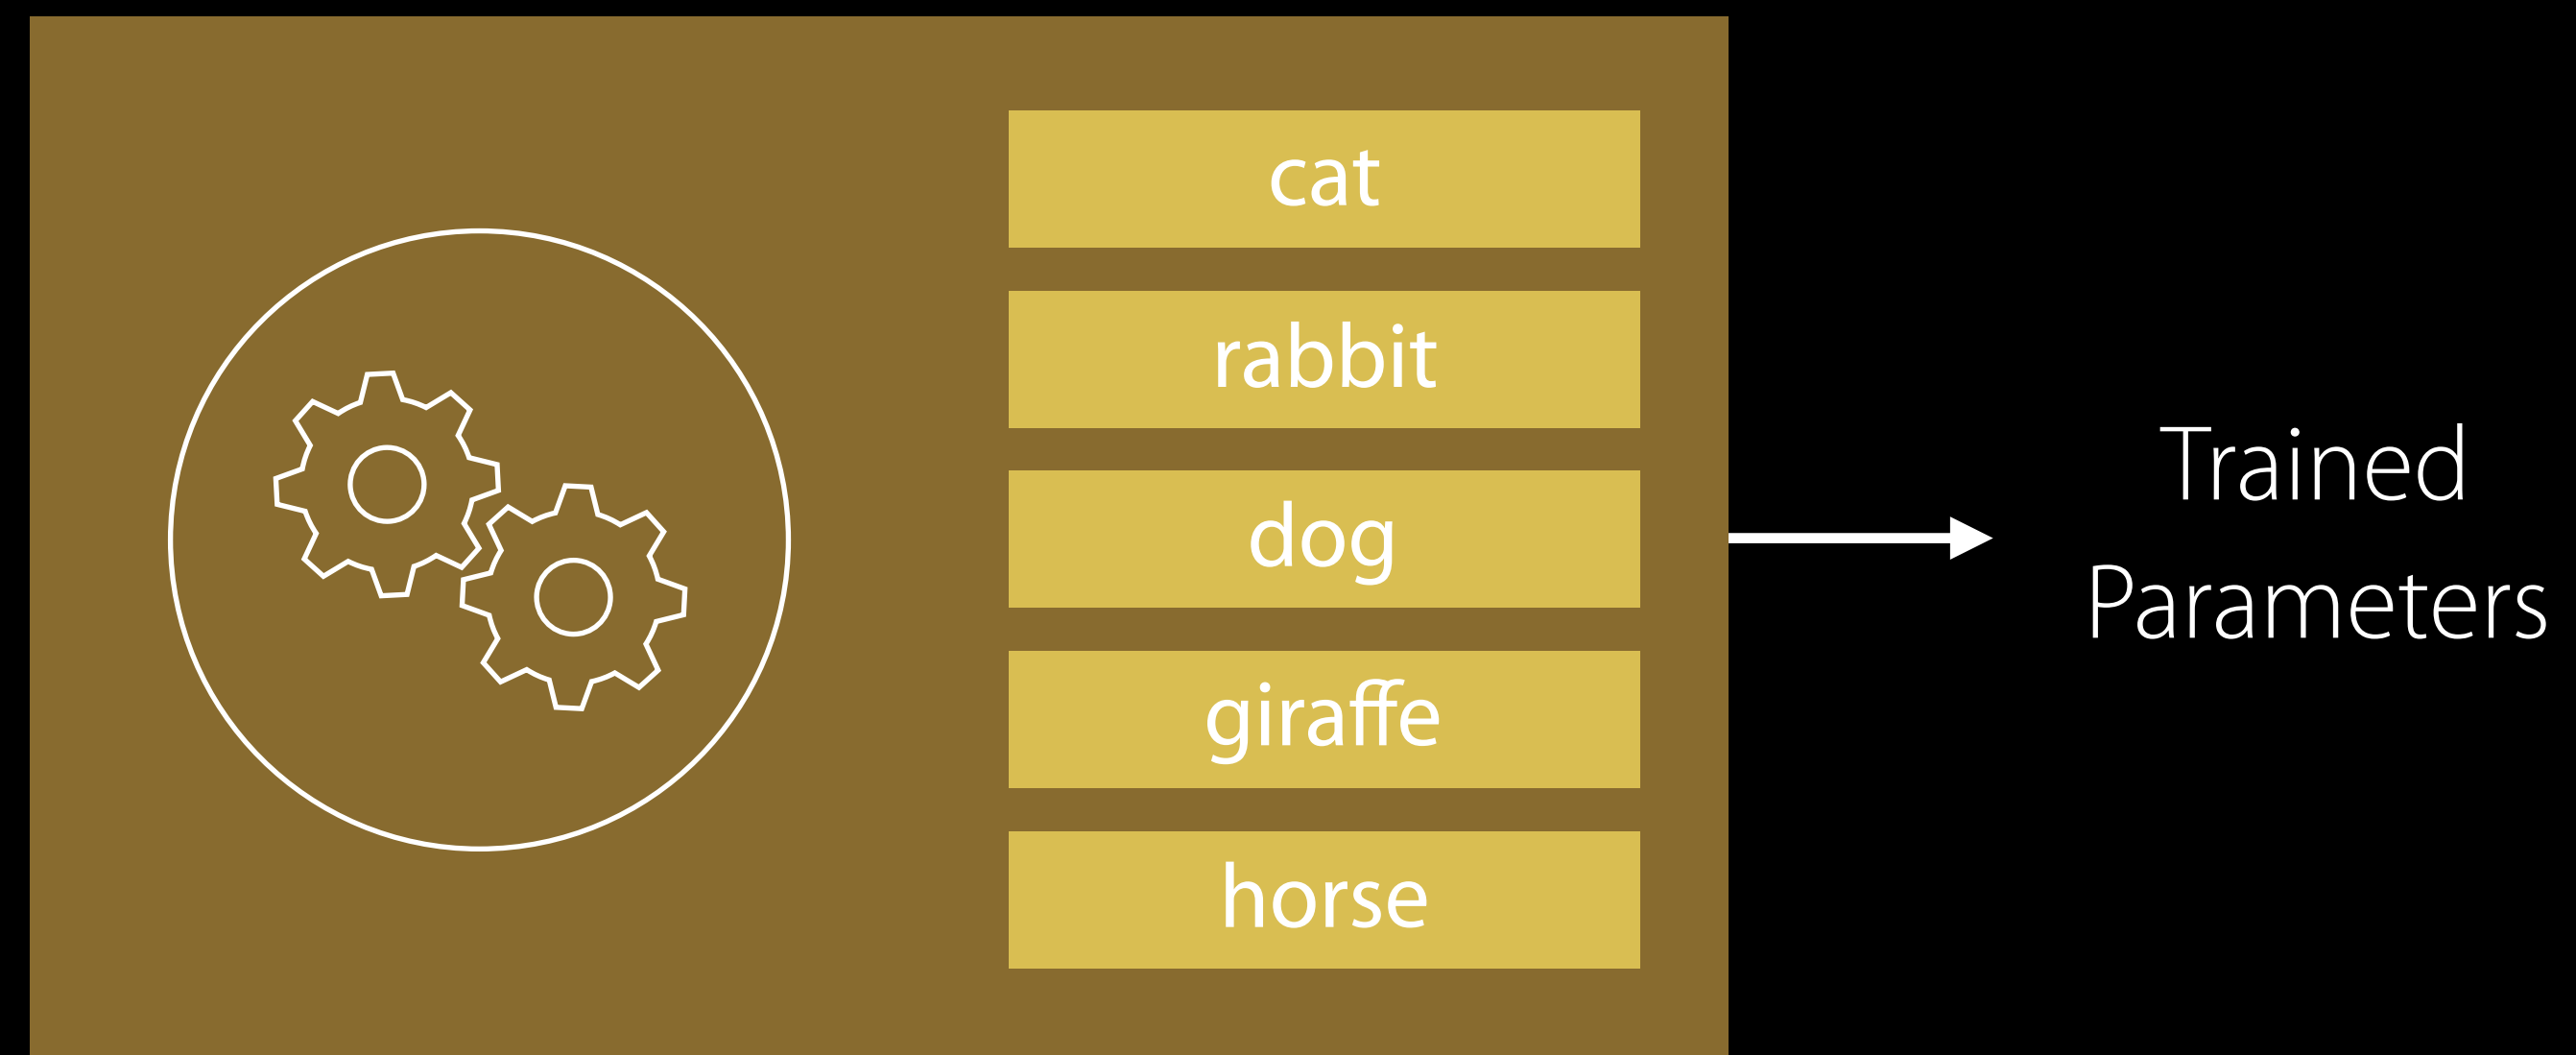 cat
rabbit
dog
giraffe
horse
Trained
Parameters